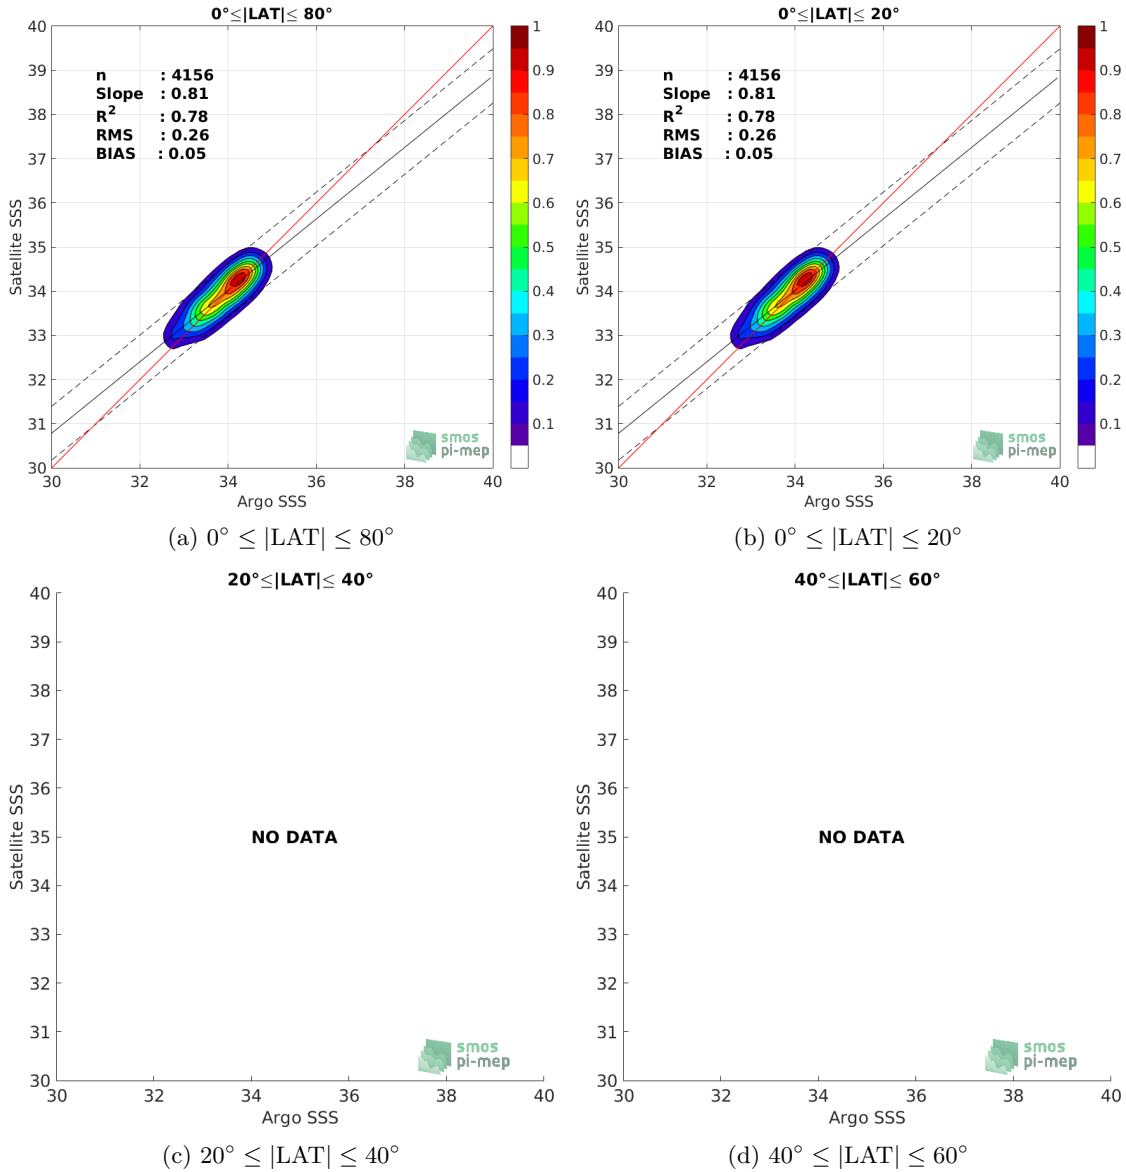 0°≤|LAT|≤ 80°
40
39
38
37
36
35
34
33
32
31
30
Satellite SSS
n : 4156
Slope : 0.81
R² : 0.78
RMS : 0.26
BIAS : 0.05
smos
pi-mep
30 32 34 36 38 40
Argo SSS
1
0.9
0.8
0.7
0.6
0.5
0.4
0.3
0.2
0.1
(a) 0° ≤ |LAT| ≤ 80°
0°≤|LAT|≤ 20°
40
39
38
37
36
35
34
33
32
31
30
Satellite SSS
n : 4156
Slope : 0.81
R² : 0.78
RMS : 0.26
BIAS : 0.05
smos
pi-mep
30 32 34 36 38 40
Argo SSS
1
0.9
0.8
0.7
0.6
0.5
0.4
0.3
0.2
0.1
(b) 0° ≤ |LAT| ≤ 20°
20°≤|LAT|≤ 40°
40
39
38
37
36
35
34
33
32
31
30
Satellite SSS
NO DATA
smos
pi-mep
30 32 34 36 38 40
Argo SSS
(c) 20° ≤ |LAT| ≤ 40°
40°≤|LAT|≤ 60°
40
39
38
37
36
35
34
33
32
31
30
Satellite SSS
NO DATA
smos
pi-mep
30 32 34 36 38 40
Argo SSS
(d) 40° ≤ |LAT| ≤ 60°